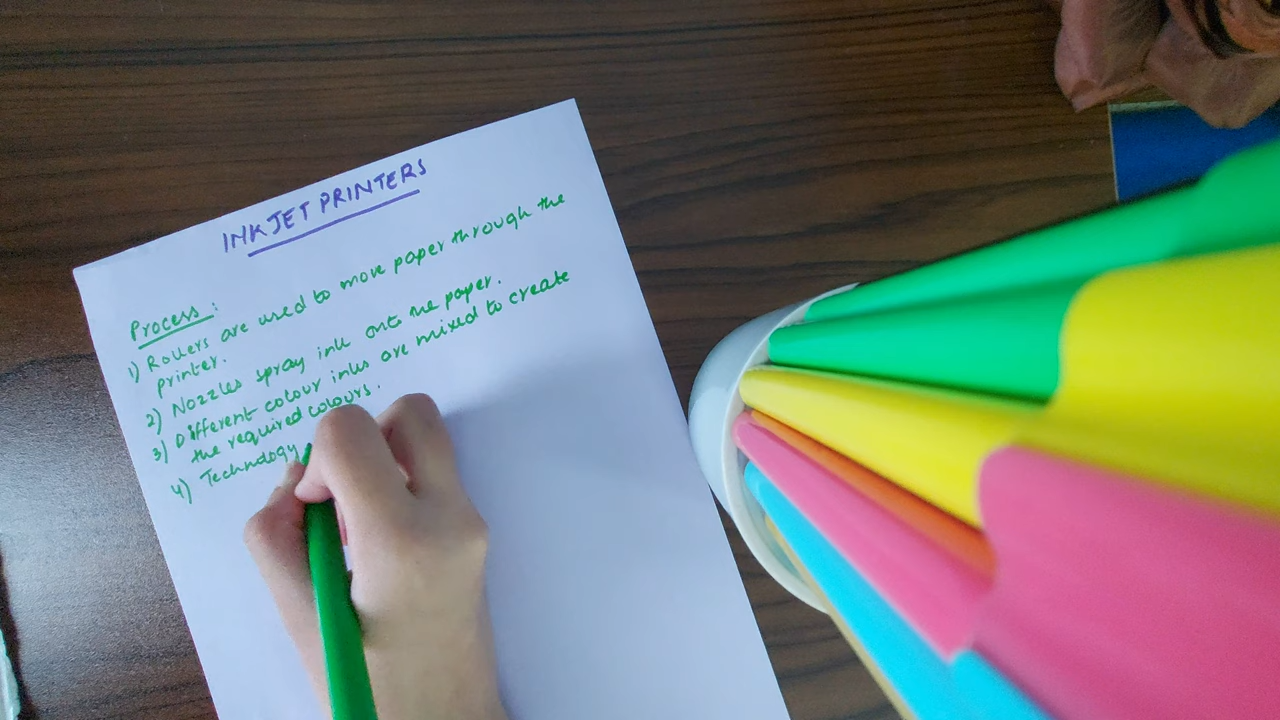 INKJET PRINTERS
Process:
1) Rollers are used to move paper through the
printer.
2) Nozzles spray ink onto the paper.
3) Different colour inks are mixed to create
the required colours.
4) Technology